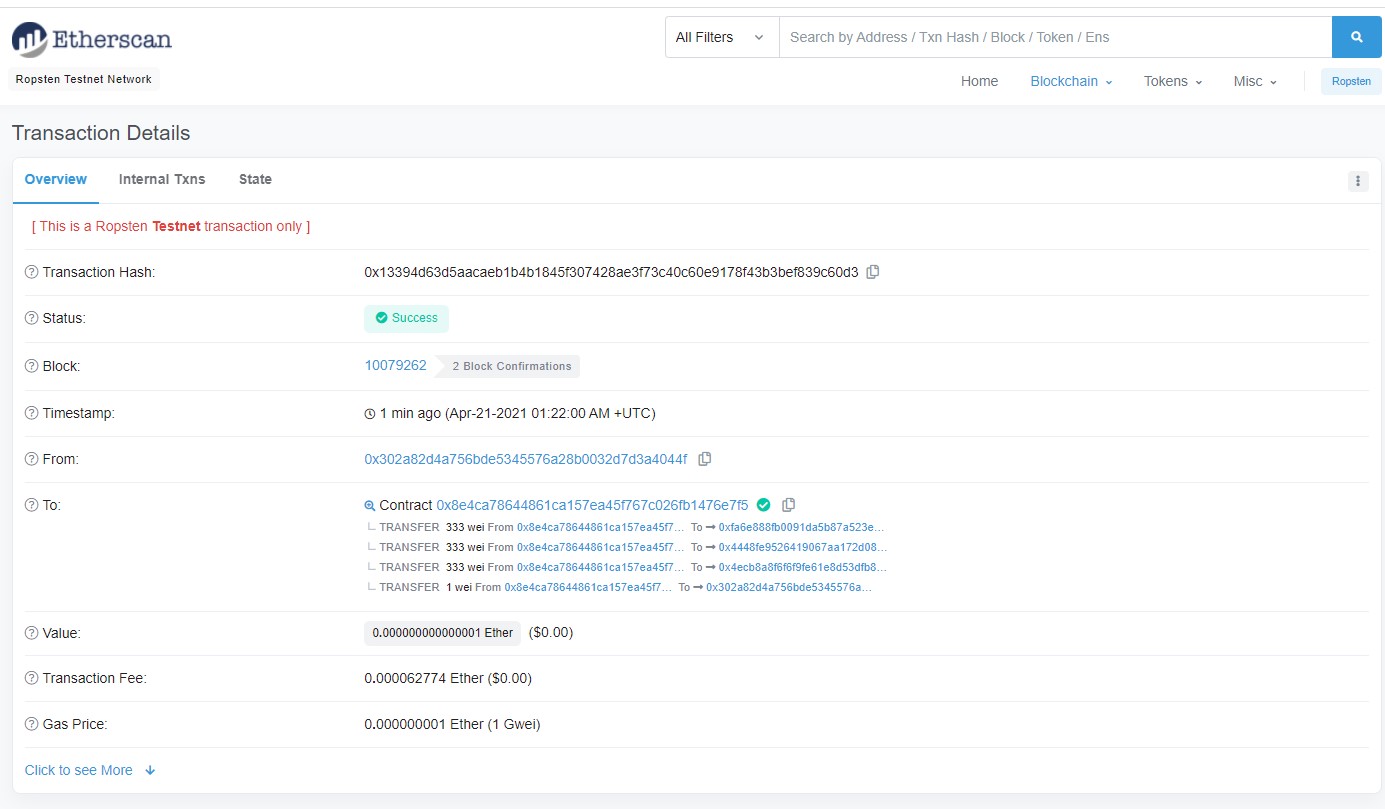 Etherscan
All Filters
Search by Address / Txn Hash / Block / Token / Ens
Ropsten Testnet Network
Home Blockchain Tokens Misc Ropsten
Transaction Details
Overview Internal Txns State
[ This is a Ropsten Testnet transaction only ]
Transaction Hash: 0x13394d63d5aacaeb1b4b1845f307428ae3f73c40c60e9178f43b3bef839c60d3
Status: Success
Block: 10079262 2 Block Confirmations
Timestamp: 1 min ago (Apr-21-2021 01:22:00 AM +UTC)
From: 0x302a82d4a756bde5345576a28b0032d7d3a4044f
To: Contract 0x8e4ca78644861ca157ea45f767c026fb1476e7f5
TRANSFER 333 wei From 0x8e4ca78644861ca157ea45f7... To 0xfa6e888fb0091da5b87a523e...
TRANSFER 333 wei From 0x8e4ca78644861ca157ea45f7... To 0x4448fe9526419067aa172d08...
TRANSFER 333 wei From 0x8e4ca78644861ca157ea45f7... To 0x4ecb8a8f6f6f9fe61e8d53dfb8...
TRANSFER 1 wei From 0x8e4ca78644861ca157ea45f7... To 0x302a82d4a756bde5345576a...
Value: 0.000000000000001 Ether ($0.00)
Transaction Fee: 0.000062774 Ether ($0.00)
Gas Price: 0.000000001 Ether (1 Gwei)
Click to see More